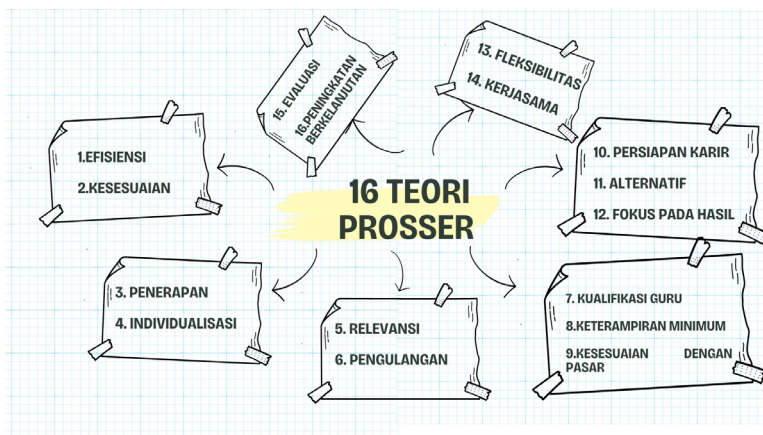 16 TEORI
PROSSER
1.EFISIENSI
2.KESESUAIAN
3. PENERAPAN
4. INDIVIDUALISASI
5. RELEVANSI
6. PENGULANGAN
7. KUALIFIKASI GURU
8.KETERAMPIRAN MINIMUM
9.KESESUAIAN DENGAN
PASAR
10. PERSIAPAN KARIR
11. ALTERNATIF
12. FOKUS PADA HASIL
13. FLEKSIBILITAS
14. KERJASAMA
15. EVALUASI
16.PENINGKATAN
BERKELANJUTAN